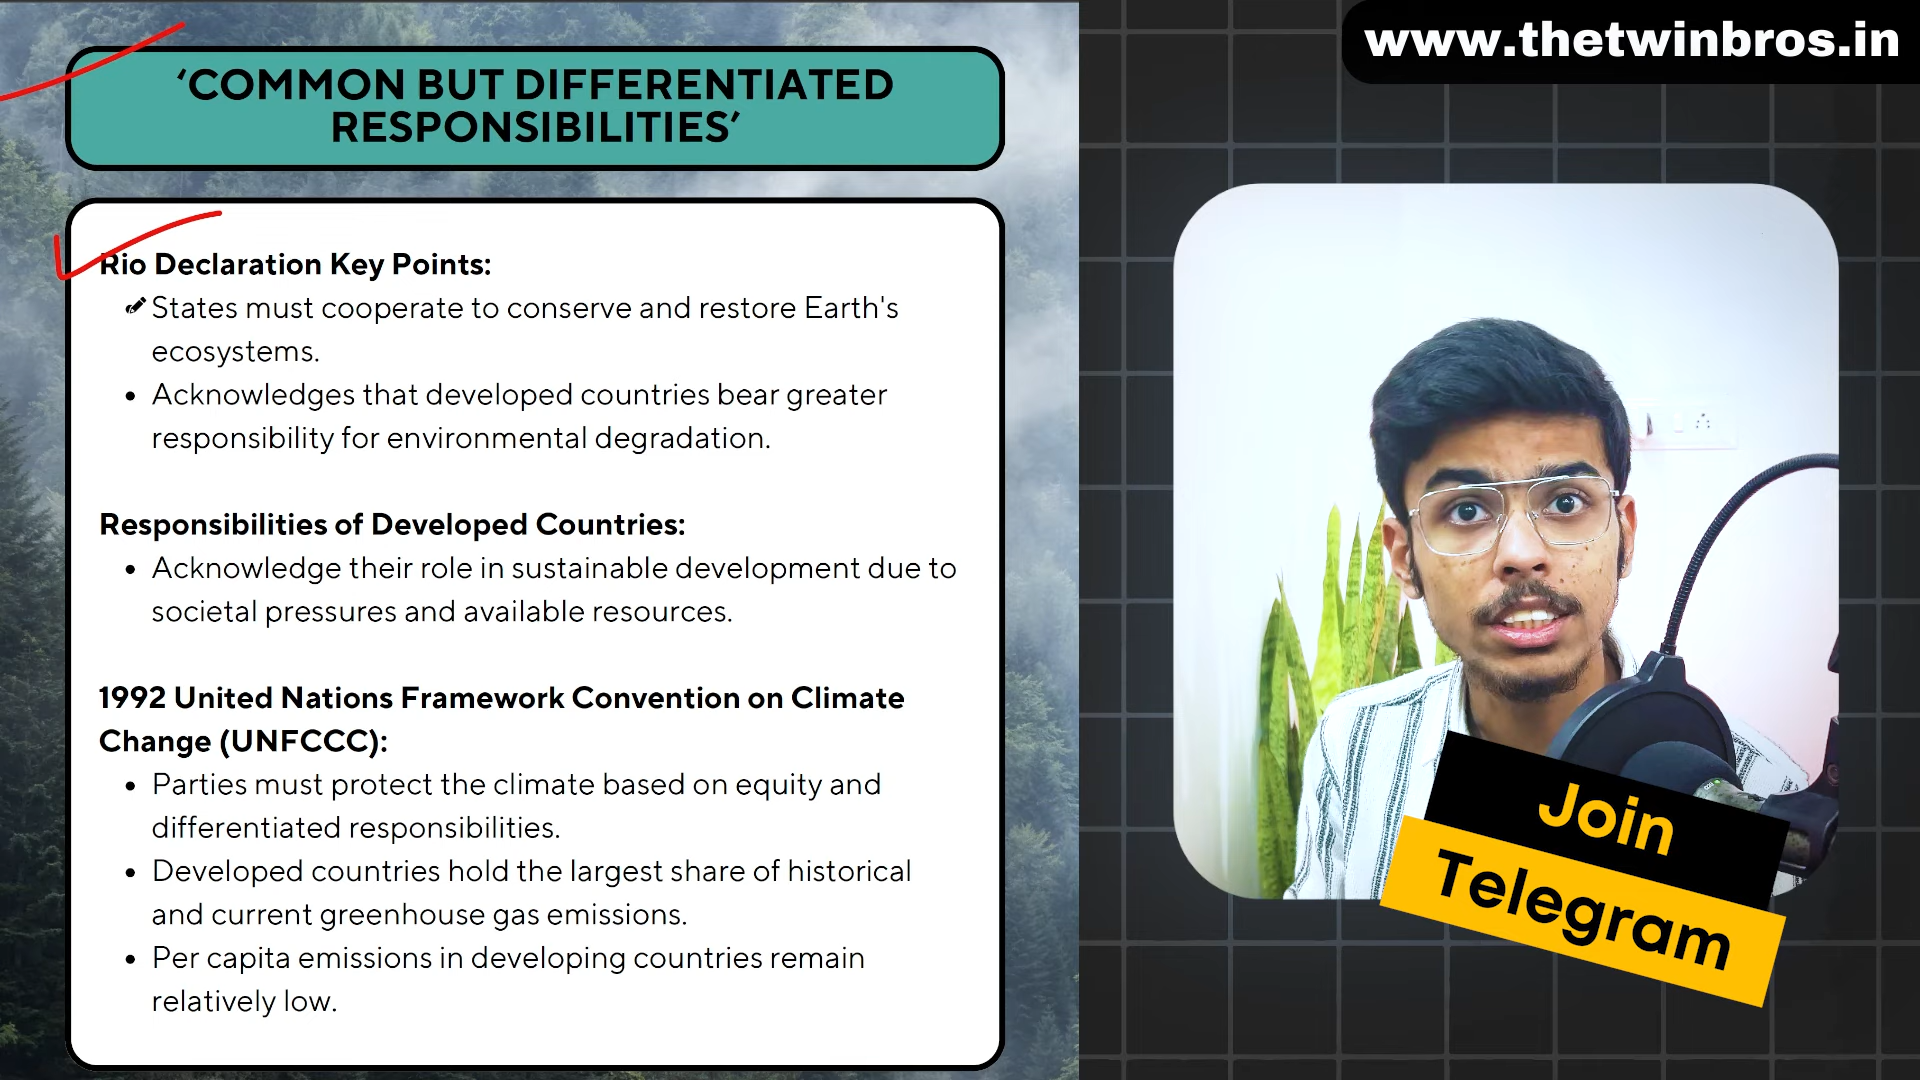 ‘COMMON BUT DIFFERENTIATED
RESPONSIBILITIES’
Rio Declaration Key Points:
States must cooperate to conserve and restore Earth's
ecosystems.
• Acknowledges that developed countries bear greater
responsibility for environmental degradation.
Responsibilities of Developed Countries:
• Acknowledge their role in sustainable development due to
societal pressures and available resources.
1992 United Nations Framework Convention on Climate
Change (UNFCCC):
• Parties must protect the climate based on equity and
differentiated responsibilities.
• Developed countries hold the largest share of historical
and current greenhouse gas emissions.
• Per capita emissions in developing countries remain
relatively low.
www.thetwinbros.in
Join
Telegram